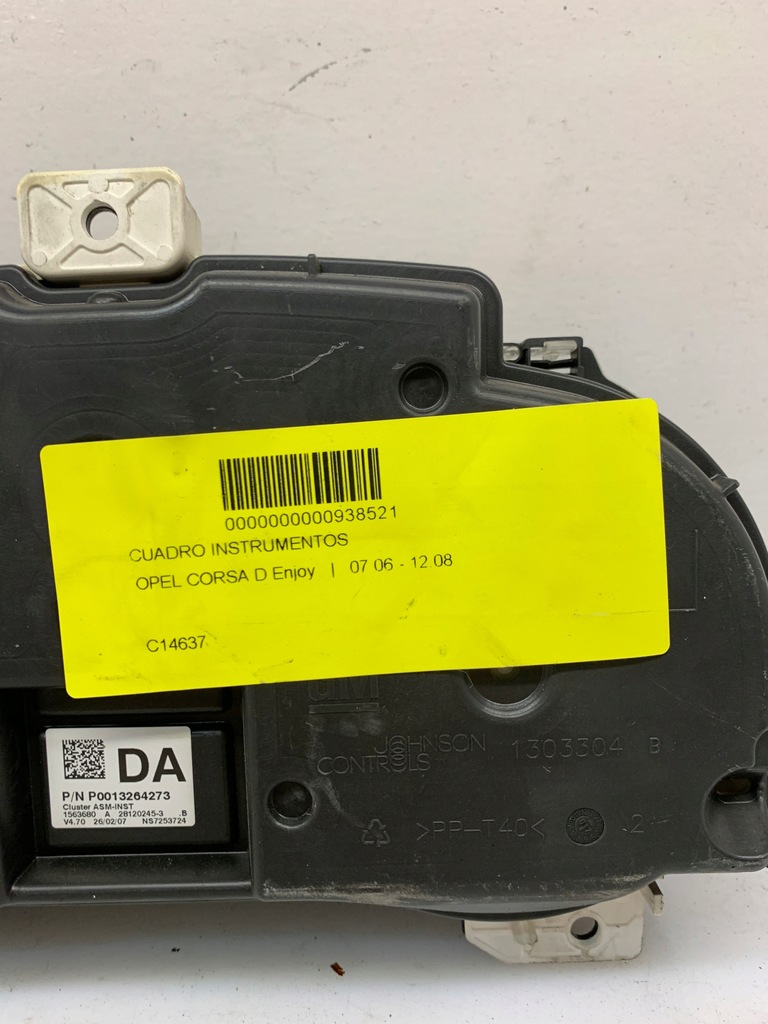 0000000000938521
CUADRO INSTRUMENTOS
OPEL CORSA D Enjoy | 07 06 - 12.08
C14637
GM
JOHNSON
CONTROLS
1303304 B
DA
P/N P0013264273
Cluster ASM-INST
1563680 A 28120245-3 .B
V4.70 26/02/07 NS7253724
>PP-T40<
.2